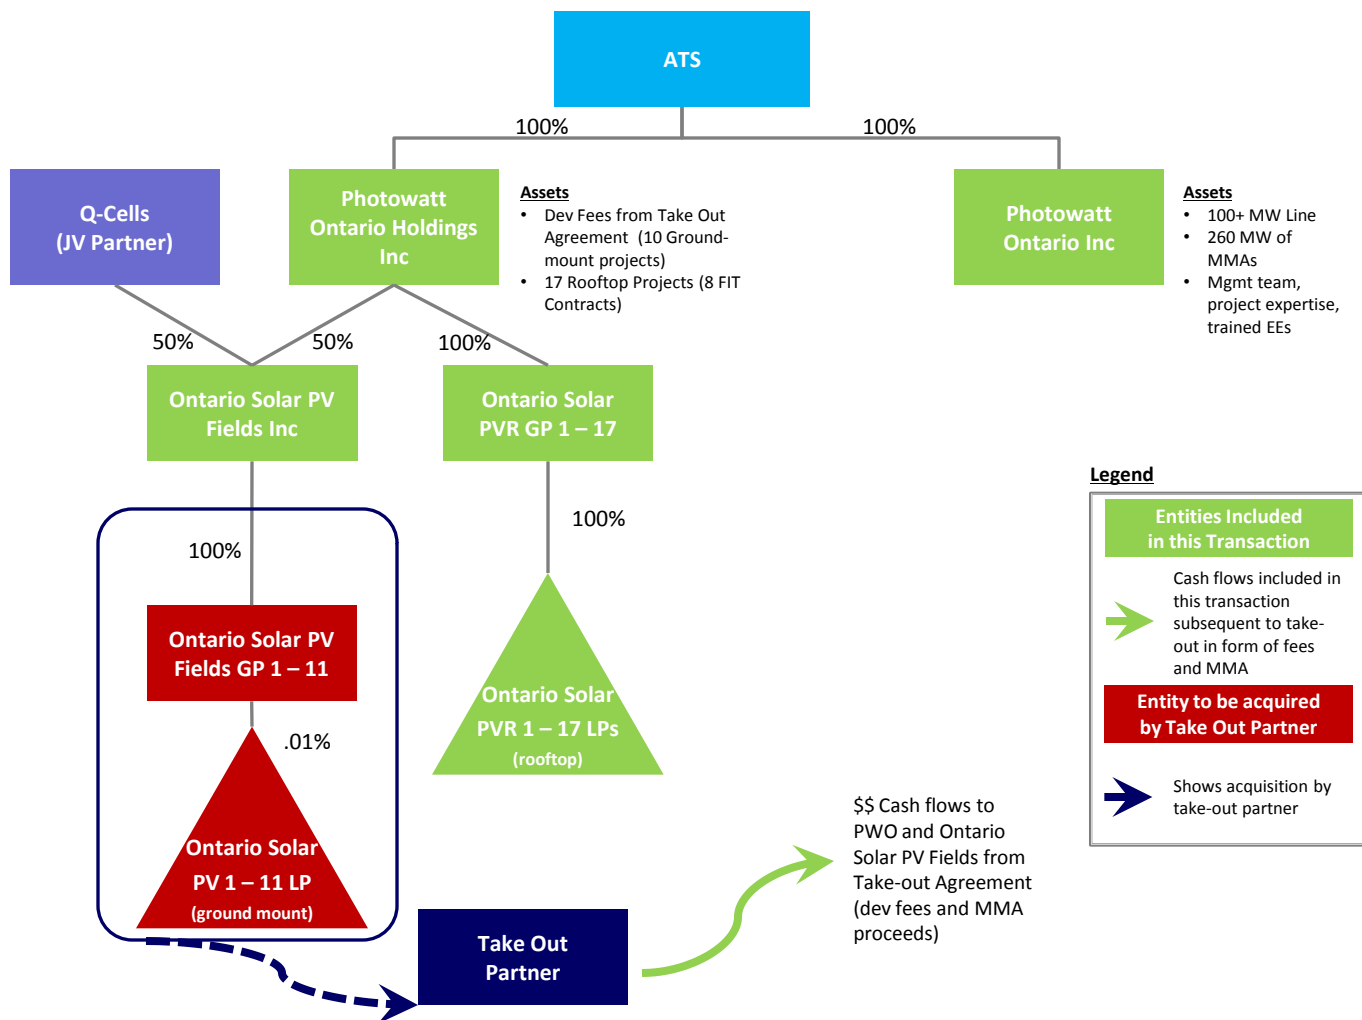 ATS
100%
100%
Q-Cells
(JV Partner)
Photowatt
Ontario Holdings
Inc
Assets
• Dev Fees from Take Out
Agreement (10 Ground-
mount projects)
• 17 Rooftop Projects (8 FIT
Contracts)
Photowatt
Ontario Inc
Assets
• 100+ MW Line
• 260 MW of
MMAs
• Mgmt team,
project expertise,
trained EEs
50%
50%
100%
Ontario Solar PV
Fields Inc
Ontario Solar
PVR GP 1 – 17
100%
100%
Ontario Solar PV
Fields GP 1 – 11
.01%
Ontario Solar
PVR 1 – 17 LPs
(rooftop)
Ontario Solar
PV 1 – 11 LP
(ground mount)
Take Out
Partner
$$ Cash flows to
PWO and Ontario
Solar PV Fields from
Take-out Agreement
(dev fees and MMA
proceeds)
Legend
Entities Included
in this Transaction
Cash flows included in
this transaction
subsequent to take-
out in form of fees
and MMA
Entity to be acquired
by Take Out Partner
Shows acquisition by
take-out partner